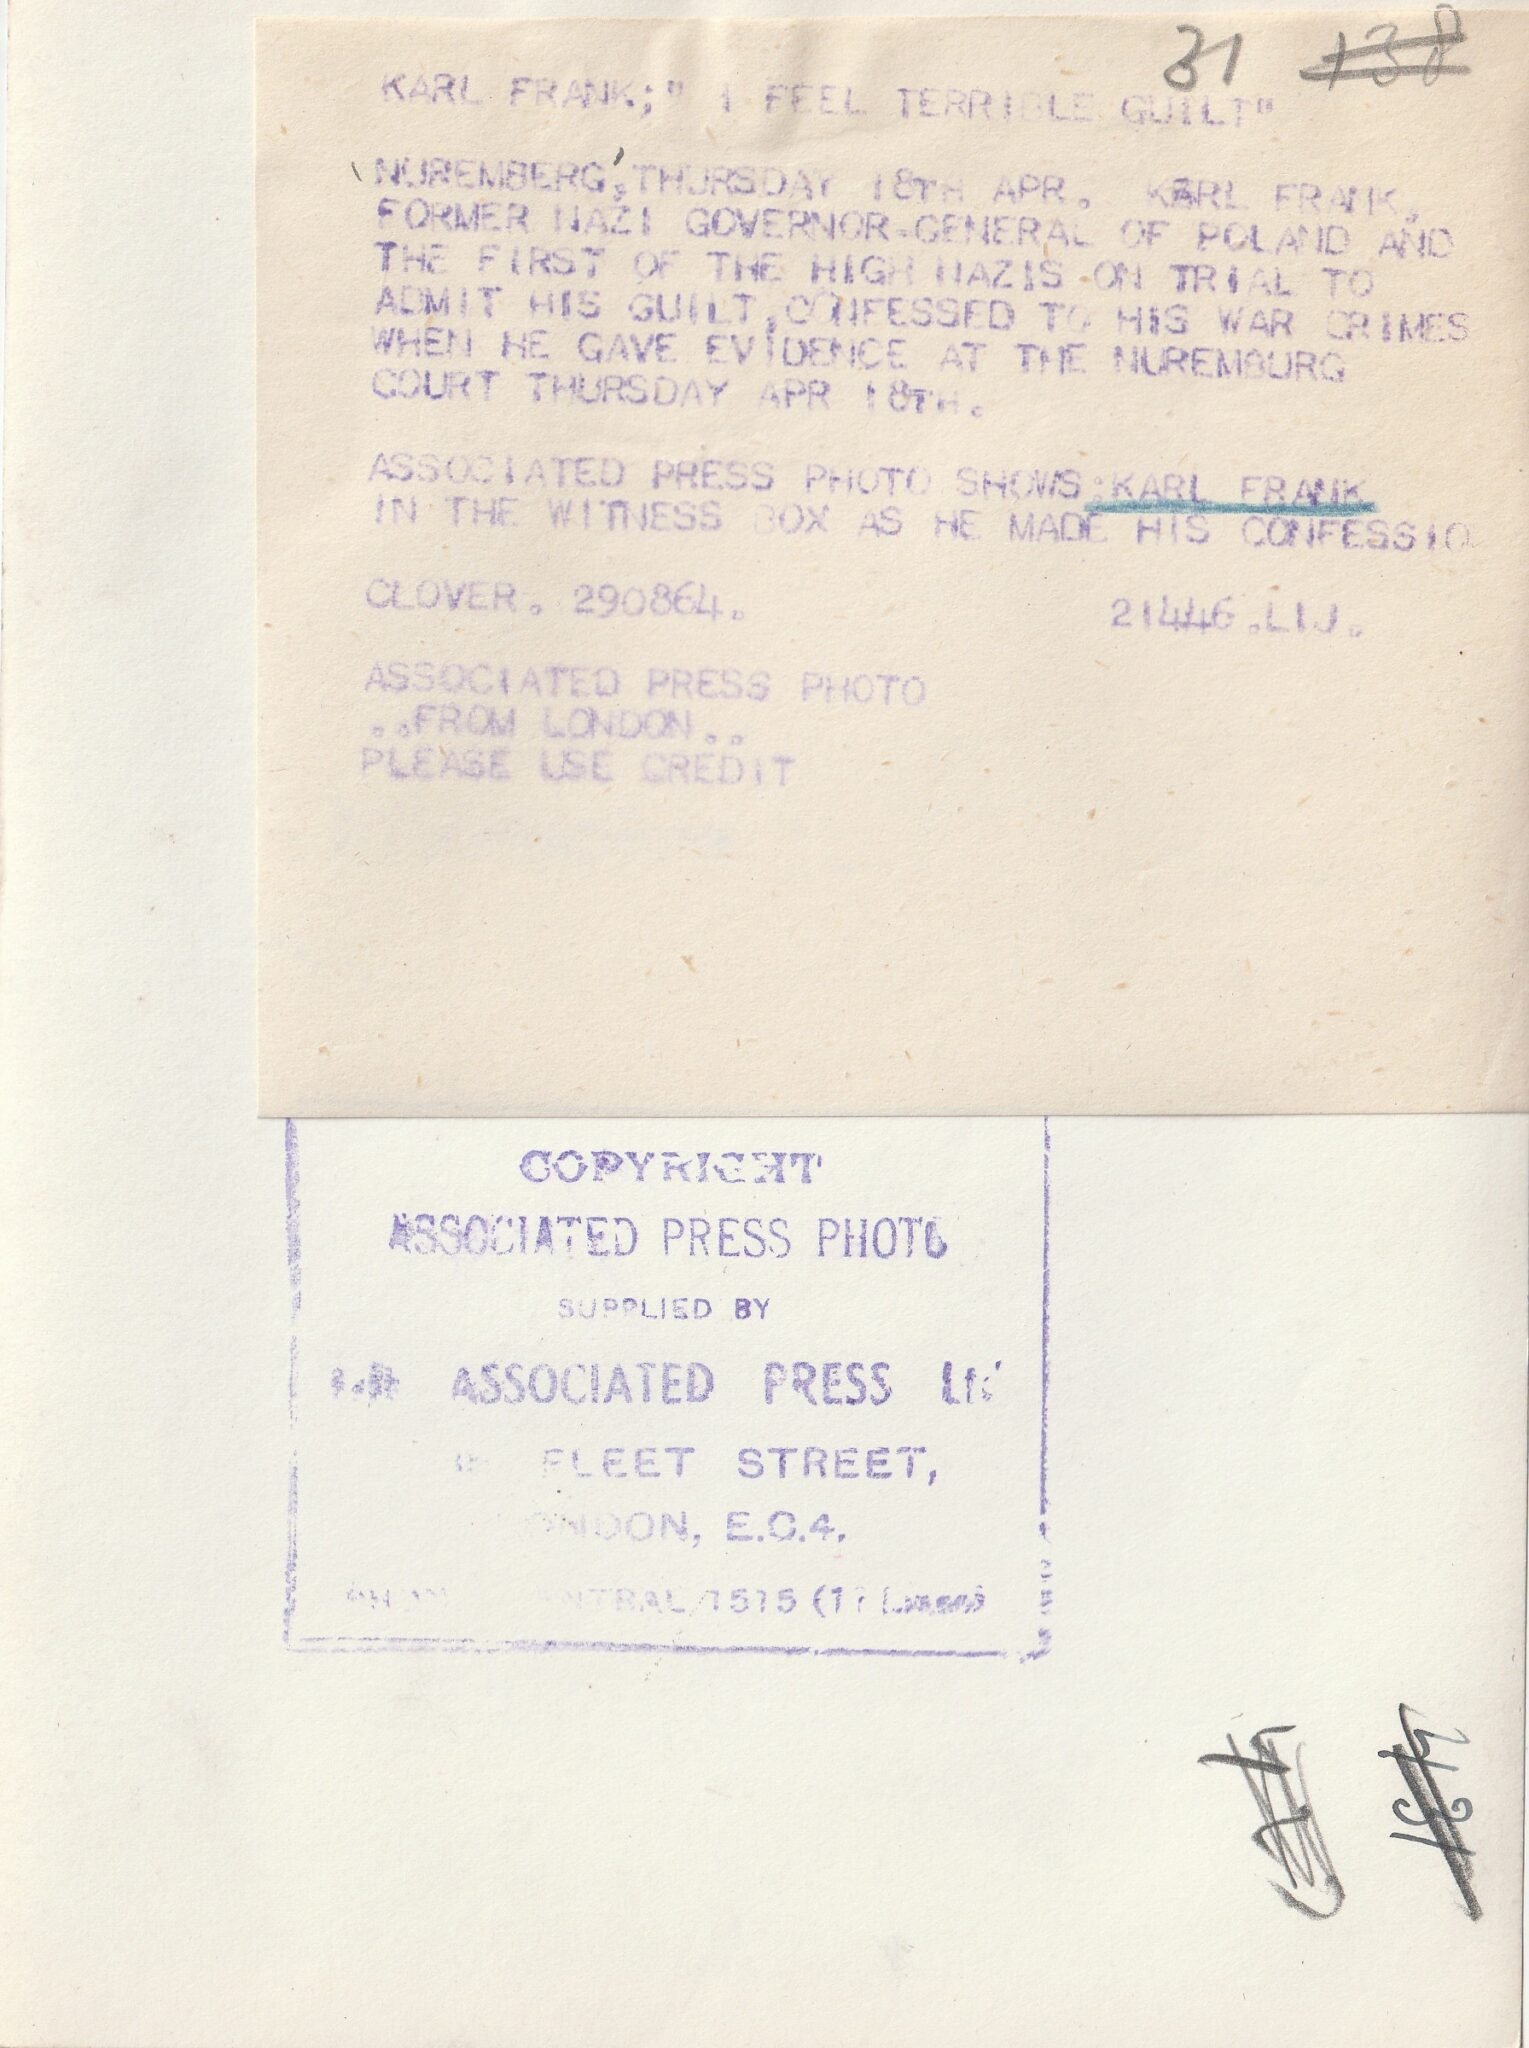 31 138
KARL FRANK;" I FEEL TERRIBLE GUILT"
NUREMBERG,THURSDAY 18TH APR. KARL FRANK,
FORMER NAZI GOVERNOR-GENERAL OF POLAND AND
THE FIRST OF THE HIGH NAZIS ON TRIAL TO
ADMIT HIS GUILT,CONFESSED TO HIS WAR CRIMES
WHEN HE GAVE EVIDENCE AT THE NUREMBURG
COURT THURSDAY APR 18TH.
ASSOCIATED PRESS PHOTO SHOWS:KARL FRANK
IN THE WITNESS BOX AS HE MADE HIS CONFESSIO
CLOVER. 290864. 21446.LIJ.
ASSOCIATED PRESS PHOTO
..FROM LONDON..
PLEASE USE CREDIT
COPYRIGHT
ASSOCIATED PRESS PHOTO
SUPPLIED BY
ASSOCIATED PRESS
FLEET STREET,
LONDON, E.C.4.
CENTRAL 1515